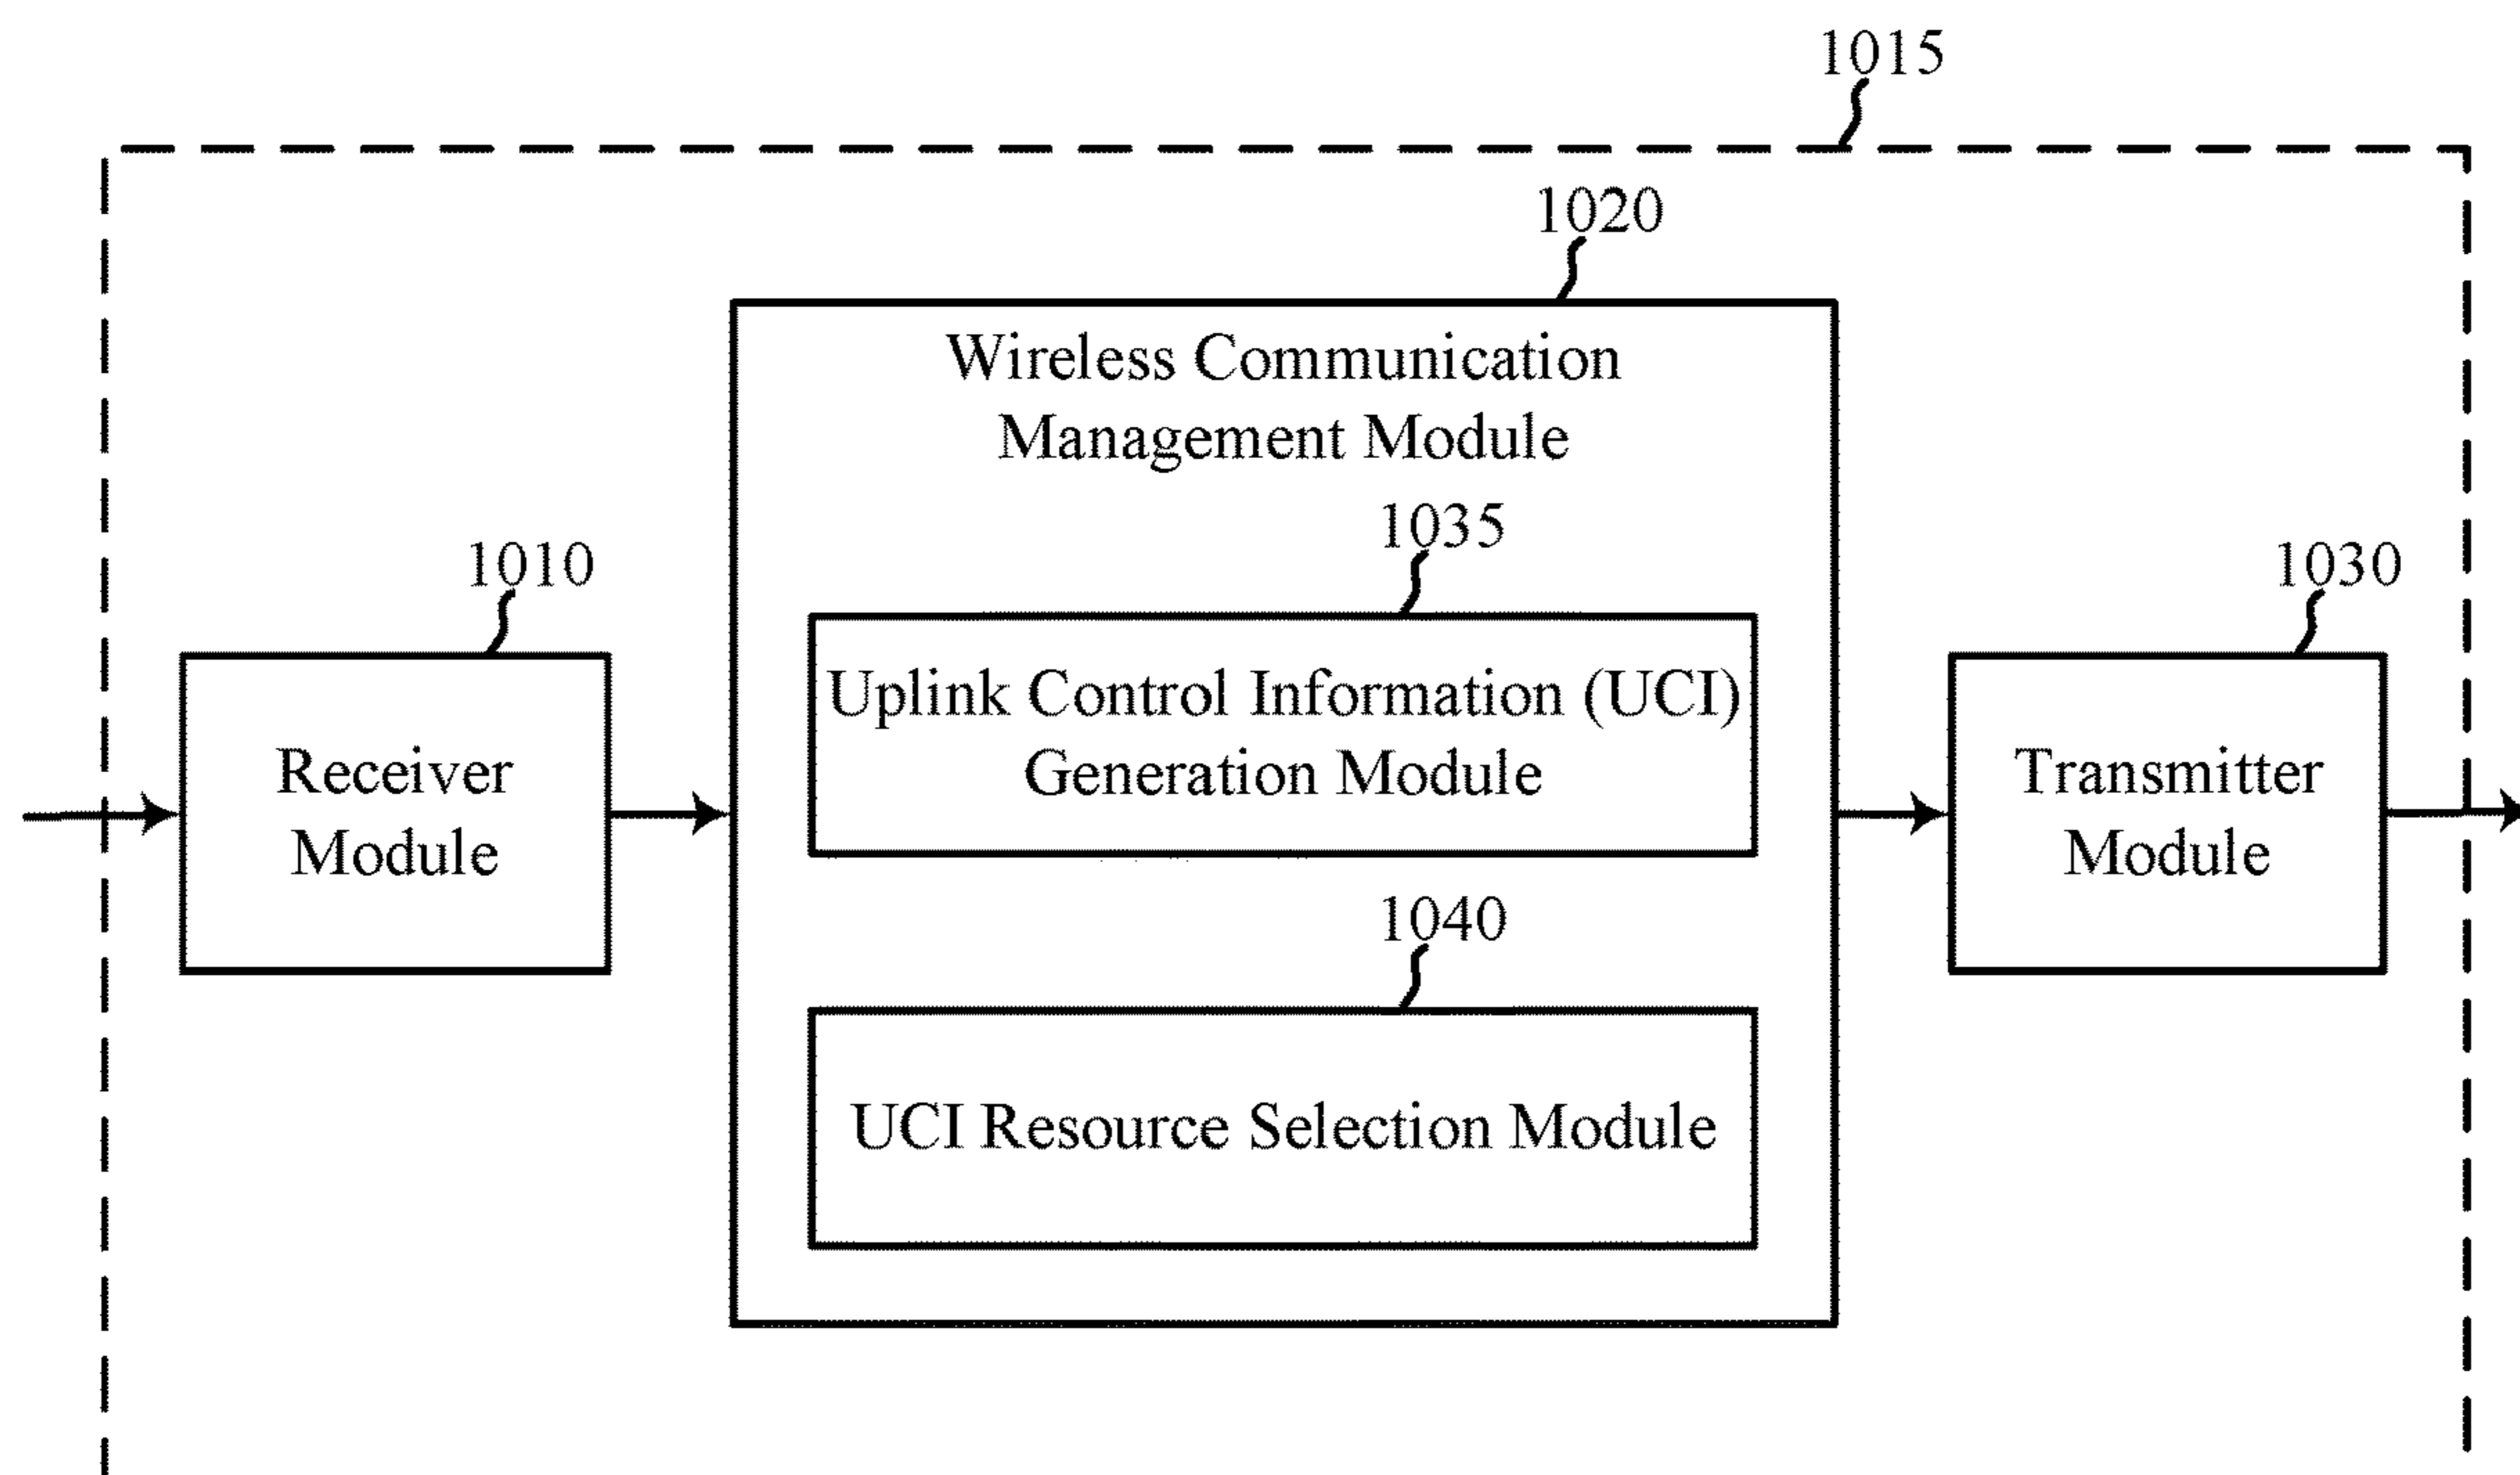 1015
1020
Wireless Communication
Management Module
1035
1010
1030
Uplink Control Information (UCI)
Generation Module
Receiver
Module
Transmitter
Module
1040
UCI Resource Selection Module